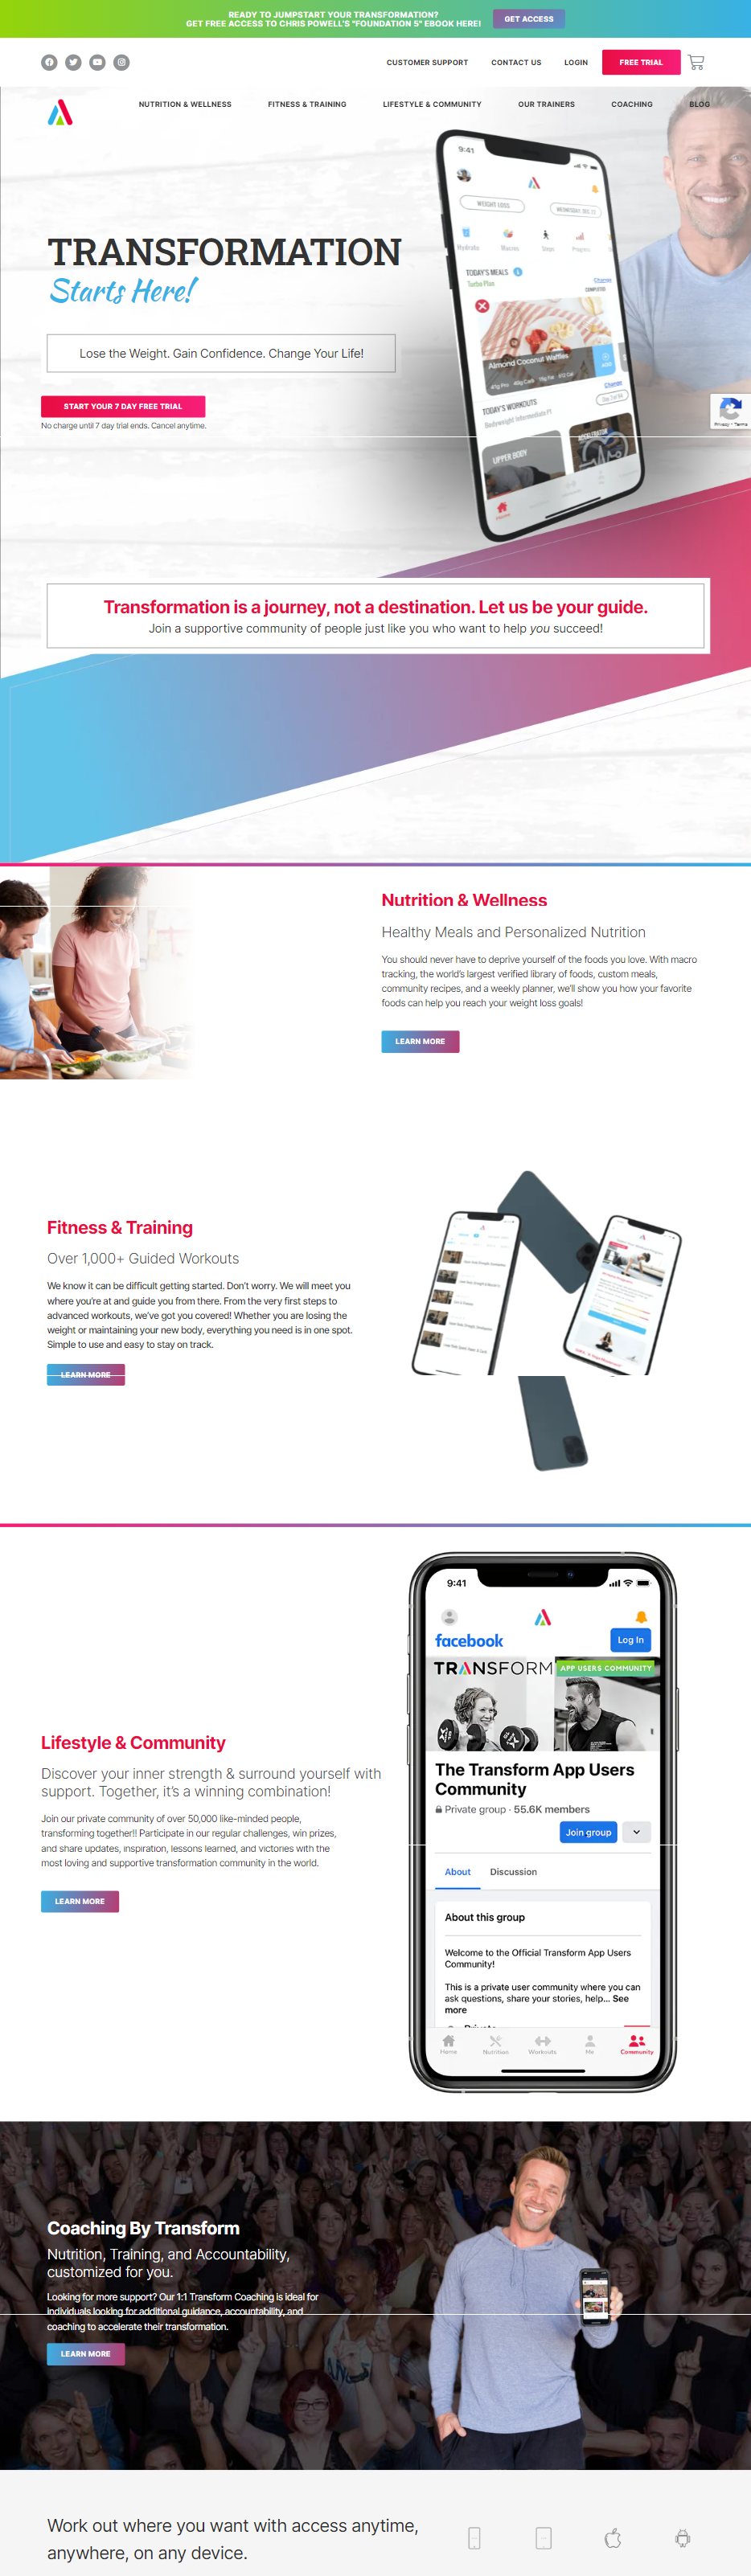 READY TO JUMPSTART YOUR TRANSFORMATION?
GET FREE ACCESS TO CHRIS POWELL'S "FOUNDATION 5" EBOOK HERE!
GET ACCESS
CUSTOMER SUPPORT
CONTACT US
LOGIN
FREE TRIAL
NUTRITION & WELLNESS
FITNESS & TRAINING
LIFESTYLE & COMMUNITY
OUR TRAINERS
COACHING
BLOG
9:41
WEIGHT LOSS
WEDNESDAY, DEC 22
Hydrate
Macros
Steps
Progress
TODAY'S MEALS
Change
Turbo Plan
COMPLETED
Almond Coconut Waffles
Change
TODAY'S WORKOUTS
Bodyweight Intermediate P1
ACCELERATOR
UPPER BODY
TRANSFORMATION
Starts Here!
Lose the Weight. Gain Confidence. Change Your Life!
START YOUR 7 DAY FREE TRIAL
No charge until 7 day trial ends. Cancel anytime.
Privacy - Terms
Transformation is a journey, not a destination. Let us be your guide.
Join a supportive community of people just like you who want to help you succeed!
Nutrition & Wellness
Healthy Meals and Personalized Nutrition
You should never have to deprive yourself of the foods you love. With macro
tracking, the world's largest verified library of foods, custom meals,
community recipes, and a weekly planner, we'll show you how your favorite
foods can help you reach your weight loss goals!
LEARN MORE
Fitness & Training
Over 1,000+ Guided Workouts
We know it can be difficult getting started. Don't worry. We will meet you
where you're at and guide you from there. From the very first steps to
advanced workouts, we've got you covered! Whether you are losing the
weight or maintaining your new body, everything you need is in one spot.
Simple to use and easy to stay on track.
LEARN MORE
9:41
facebook
Log In
TRANSFORM
APP USERS COMMUNITY
The Transform App Users
Community
Private group · 55.6K members
Join group
About
Discussion
About this group
Welcome to the Official Transform App Users
Community!
This is a private user community where you can
ask questions, share your stories, help... See
more
Home
Nutrition
Workouts
Me
Community
Lifestyle & Community
Discover your inner strength & surround yourself with
support. Together, it's a winning combination!
Join our private community of over 50,000 like-minded people,
transforming together!! Participate in our regular challenges, win prizes,
and share updates, inspiration, lessons learned, and victories with the
most loving and supportive transformation community in the world.
LEARN MORE
Coaching By Transform
Nutrition, Training, and Accountability,
customized for you.
Looking for more support? Our 1:1 Transform Coaching is ideal for
individuals looking for additional guidance, accountability, and
coaching to accelerate their transformation.
LEARN MORE
Work out where you want with access anytime,
anywhere, on any device.